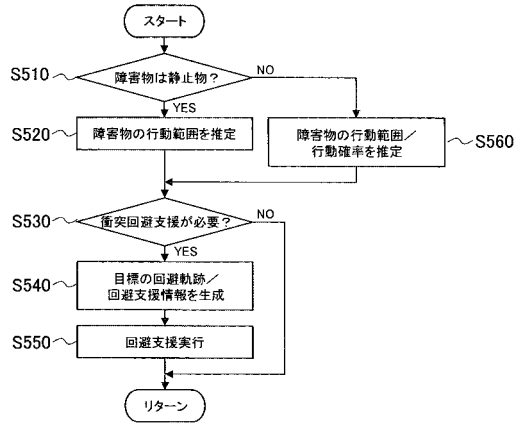 スタート
S510
障害物は静止物?
NO
YES
S520
障害物の行動範囲を推定
障害物の行動範囲/
行動確率を推定
S560
S530
衝突回避支援が必要?
NO
YES
S540
目標の回避軌跡/
回避支援情報を生成
S550
回避支援実行
リターン